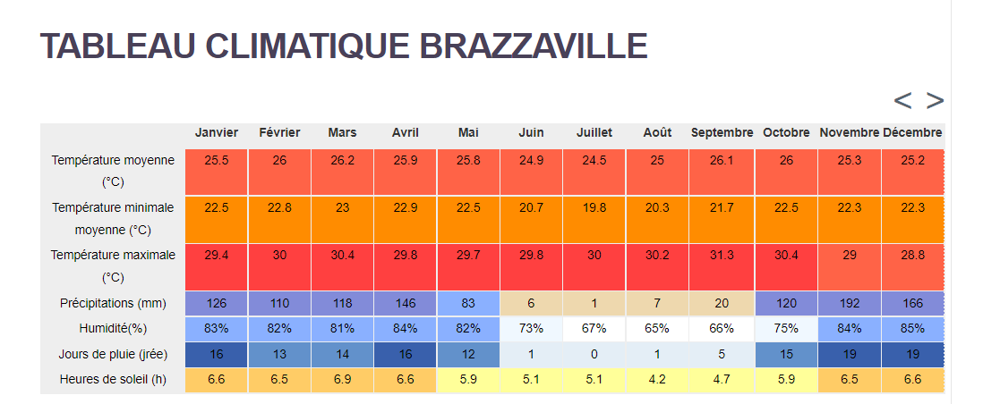 TABLEAU CLIMATIQUE BRAZZAVILLE
< >
Janvier Février Mars Avril Mai Juin Juillet Août Septembre Octobre Novembre Décembre
Température moyenne (°C) 25.5 26 26.2 25.9 25.8 24.9 24.5 25 26.1 26 25.3 25.2
Température minimale moyenne (°C) 22.5 22.8 23 22.9 22.5 20.7 19.8 20.3 21.7 22.5 22.3 22.3
Température maximale (°C) 29.4 30 30.4 29.8 29.7 29.8 30 30.2 31.3 30.4 29 28.8
Précipitations (mm) 126 110 118 146 83 6 1 7 20 120 192 166
Humidité(%) 83% 82% 81% 84% 82% 73% 67% 65% 66% 75% 84% 85%
Jours de pluie (jrée) 16 13 14 16 12 1 0 1 5 15 19 19
Heures de soleil (h) 6.6 6.5 6.9 6.6 5.9 5.1 5.1 4.2 4.7 5.9 6.5 6.6